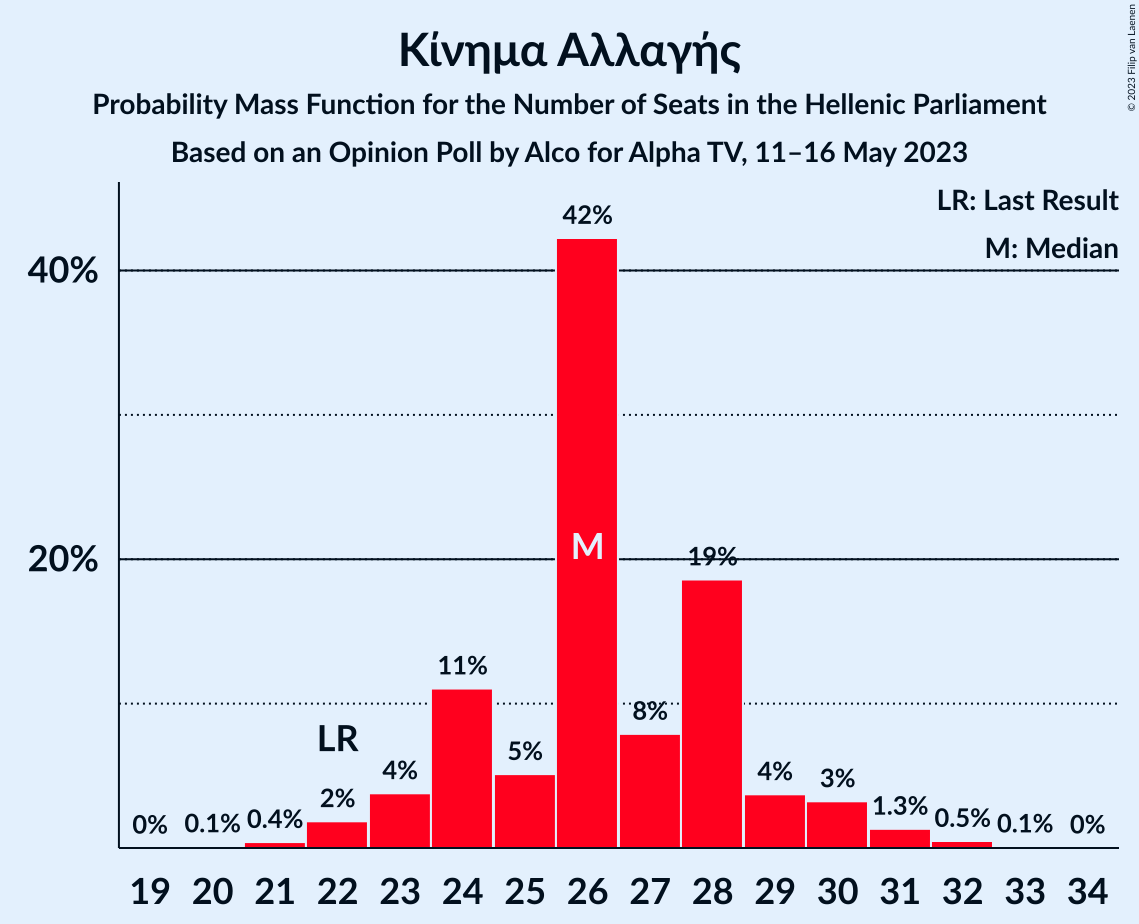 Κίνημα Αλλαγής
Probability Mass Function for the Number of Seats in the Hellenic Parliament
Based on an Opinion Poll by Alco for Alpha TV, 11–16 May 2023
© 2023 Filip van Laenen
LR: Last Result
M: Median
40%
20%
42%
M
19%
11%
8%
LR
5%
4%
4%
3%
2%
1.3%
0% 0.1% 0.4%
0.5% 0.1% 0%
19 20 21 22 23 24 25 26 27 28 29 30 31 32 33 34